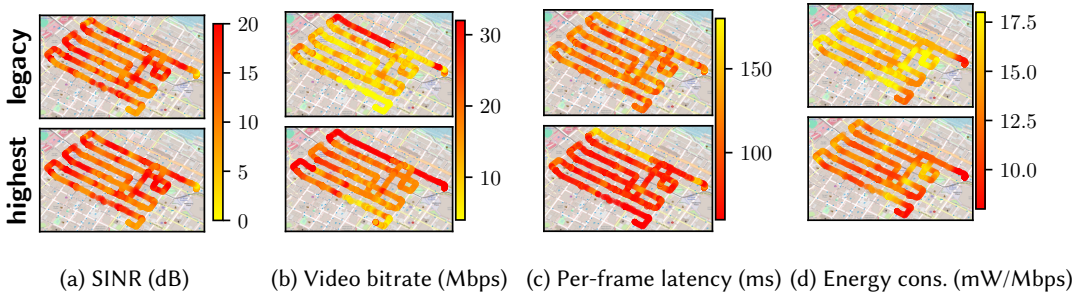 legacy
highest
20
15
10
5
0
30
20
10
150
100
17.5
15.0
12.5
10.0
(a) SINR (dB)
(b) Video bitrate (Mbps)
(c) Per-frame latency (ms)
(d) Energy cons. (mW/Mbps)